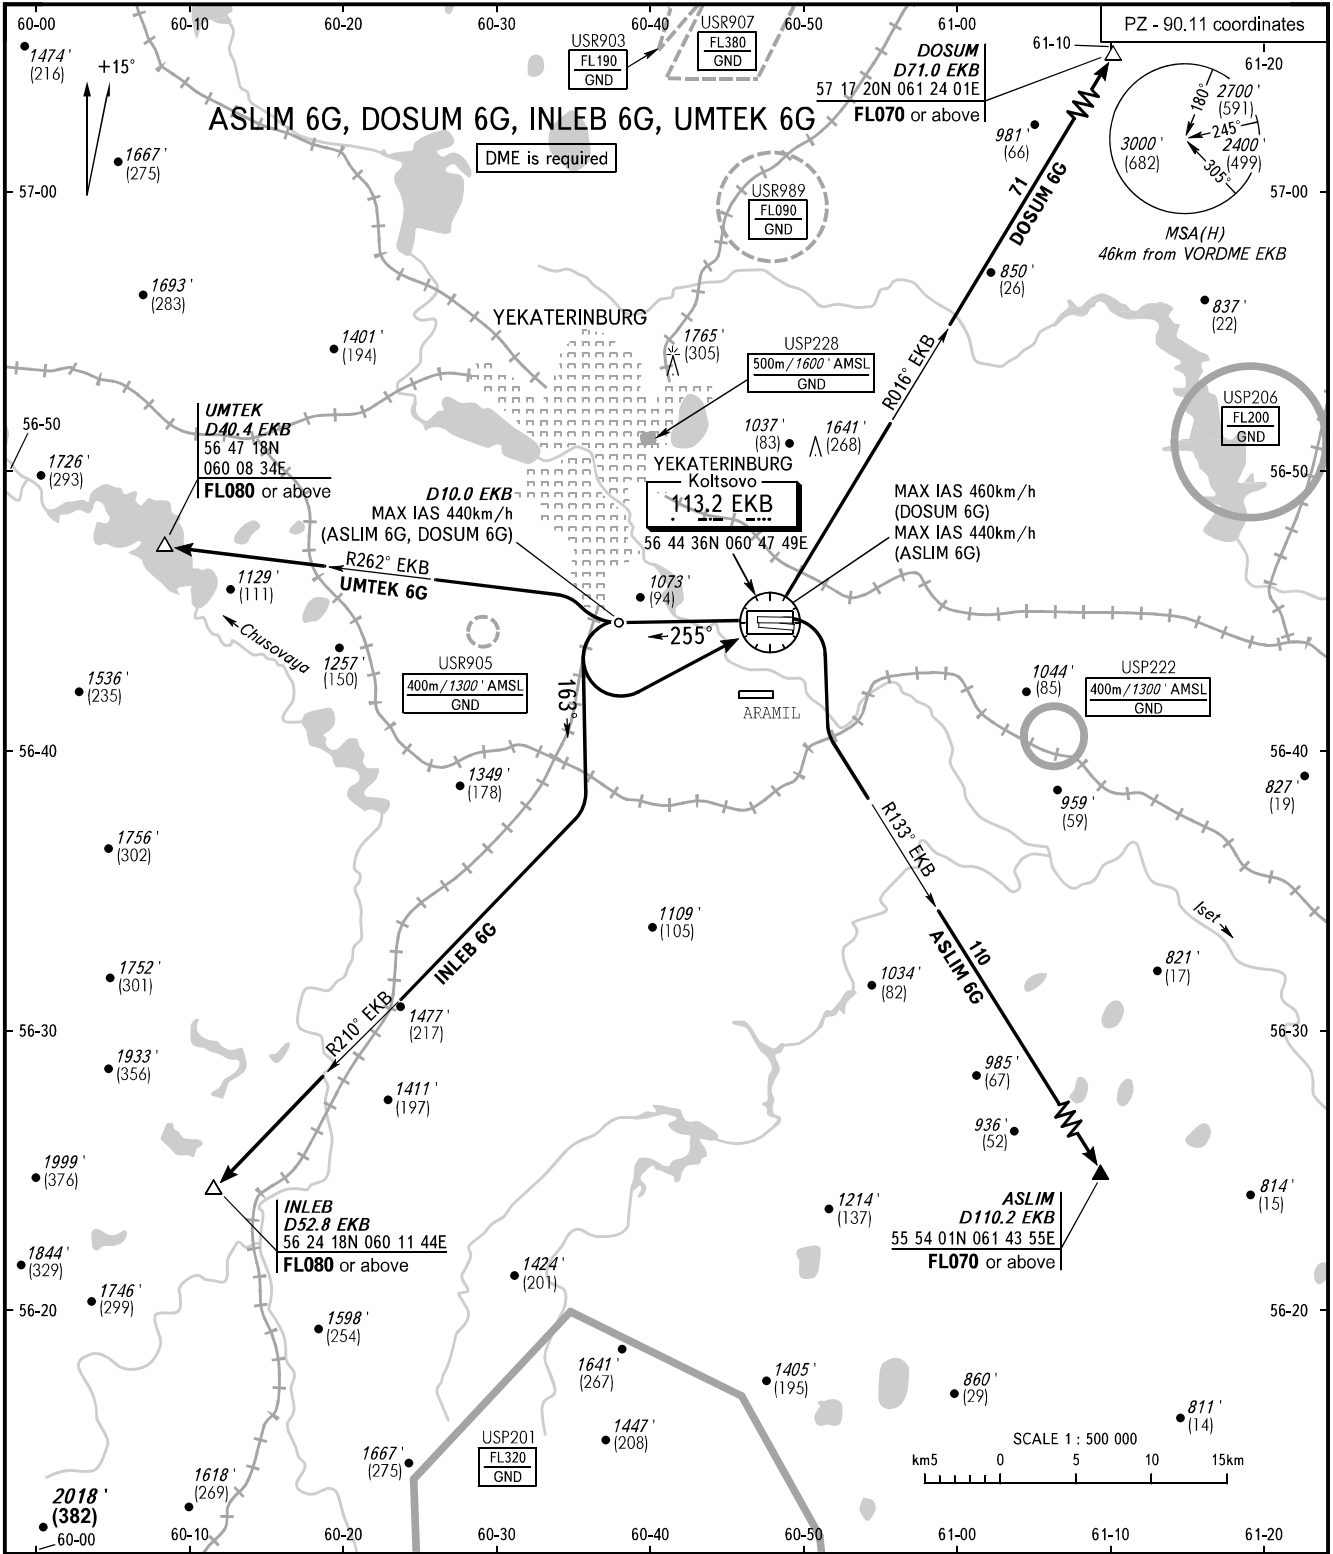 60-00
60-10
60-20
60-30
60-40
60-50
61-00
PZ - 90.11 coordinates
61-10
61-20
1474'
(216)
+15°
USR903
FL190
GND
USR907
FL380
GND
DOSUM
D71.0 EKB
57 17 20N 061 24 01E
FL070 or above
ASLIM 6G, DOSUM 6G, INLEB 6G, UMTEK 6G
DME is required
180°
2700'
(591)
245°
2400'
(499)
3000'
(682)
305°
MSA(H)
46km from VORDME EKB
981'
(66)
1667'
(275)
57-00
57-00
USR989
FL090
GND
71
DOSUM 6G
850'
(26)
1693'
(283)
837'
(22)
YEKATERINBURG
1401'
(194)
1765'
(305)
USP228
500m/1600' AMSL
GND
R016° EKB
USP206
FL200
GND
UMTEK
D40.4 EKB
56 47 18N
060 08 34E
FL080 or above
56-50
1726'
(293)
1037'
(83)
1641'
(268)
56-50
YEKATERINBURG
Koltsovo
113.2 EKB
56 44 36N 060 47 49E
D10.0 EKB
MAX IAS 440km/h
(ASLIM 6G, DOSUM 6G)
MAX IAS 460km/h
(DOSUM 6G)
MAX IAS 440km/h
(ASLIM 6G)
R262° EKB
UMTEK 6G
1129'
(111)
1073'
(94)
255°
Chusovaya
1257'
(150)
USR905
400m/1300' AMSL
GND
1536'
(235)
163°
ARAMIL
1044'
(85)
USP222
400m/1300' AMSL
GND
56-40
56-40
1349'
(178)
827'
(19)
959'
(59)
R133° EKB
1756'
(302)
1109'
(105)
INLEB 6G
110
ASLIM 6G
Iset
1752'
(301)
1034'
(82)
821'
(17)
R210° EKB
1477'
(217)
56-30
56-30
1933'
(356)
1411'
(197)
985'
(67)
936'
(52)
1999'
(376)
INLEB
D52.8 EKB
56 24 18N 060 11 44E
FL080 or above
1214'
(137)
ASLIM
D110.2 EKB
55 54 01N 061 43 55E
FL070 or above
814'
(15)
1844'
(329)
1746'
(299)
1424'
(201)
56-20
56-20
1598'
(254)
1641'
(267)
1405'
(195)
860'
(29)
811'
(14)
USP201
FL320
GND
1447'
(208)
1667'
(275)
SCALE 1 : 500 000
km5
0
5
10
15km
1618'
(269)
2018'
(382)
60-00
60-10
60-20
60-30
60-40
60-50
61-00
61-10
61-20